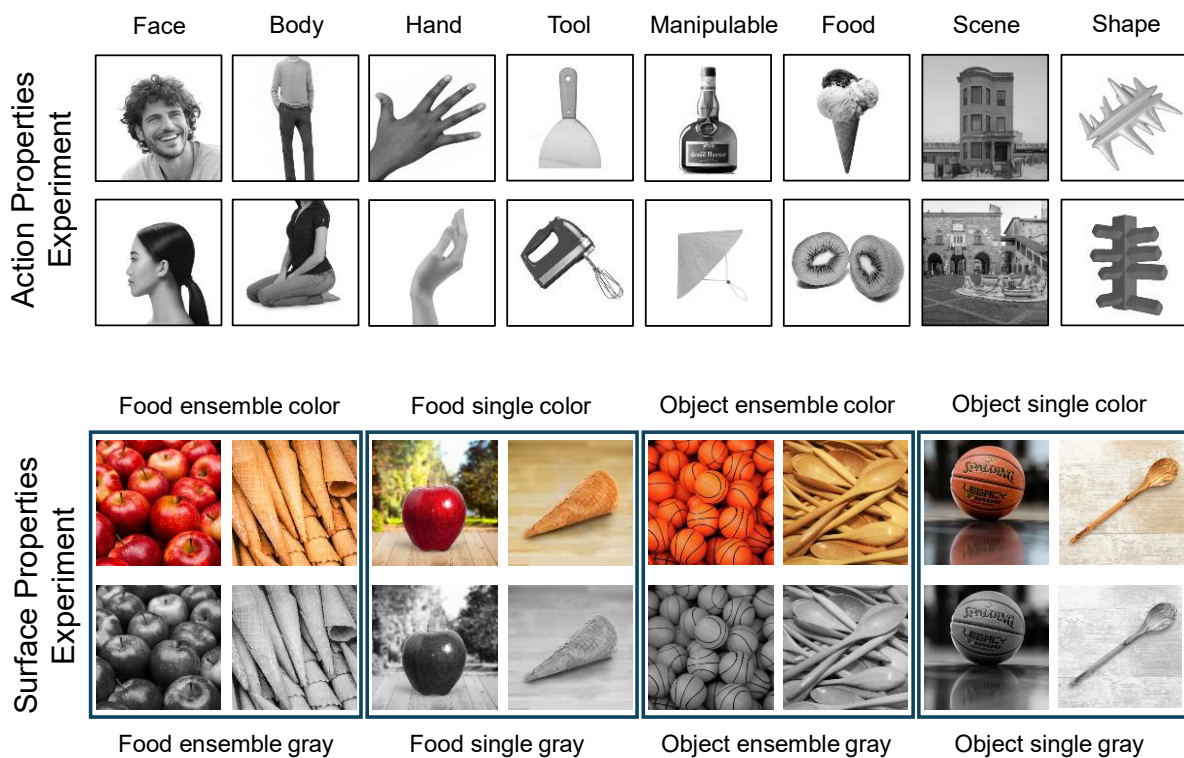 Face Body Hand Tool Manipulable Food Scene Shape
Action Properties
Experiment
Grand Marnier
Food ensemble color Food single color Object ensemble color Object single color
Surface Properties
Experiment
SPALDING
LEGACY
SPALDING
LEGACY
Food ensemble gray Food single gray Object ensemble gray Object single gray